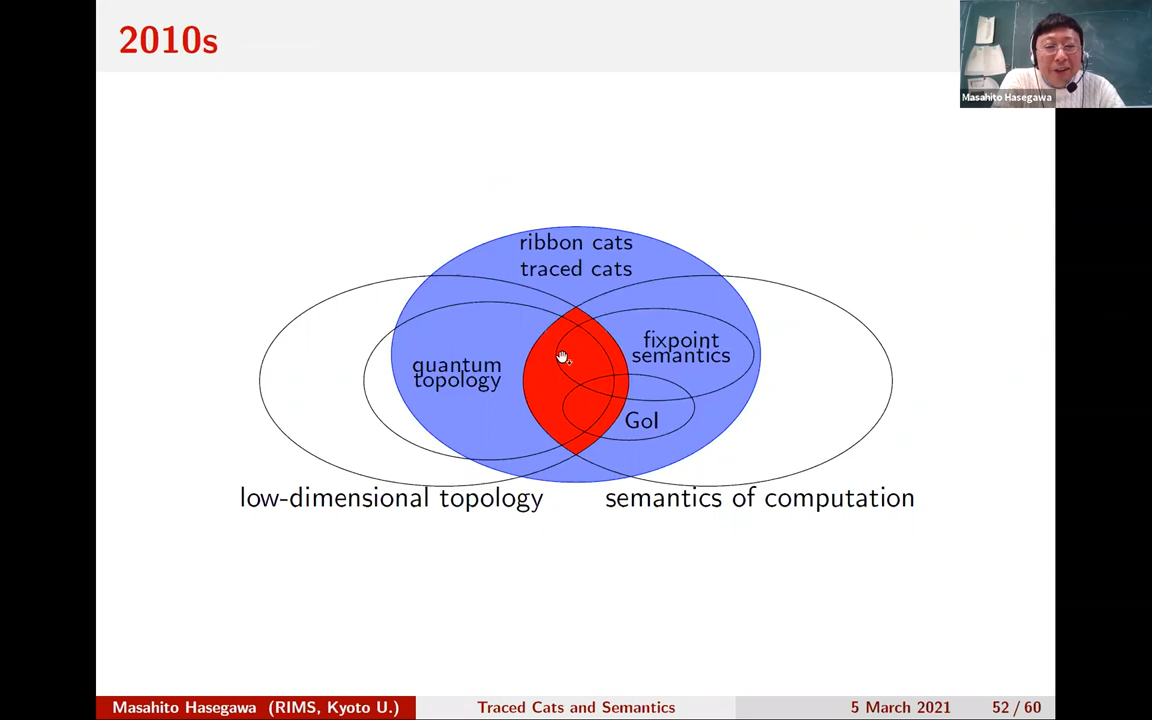 2010s
Masahito Hasegawa
ribbon cats
traced cats
fixpoint
semantics
quantum
topology
GoI
low-dimensional topology
semantics of computation
Masahito Hasegawa (RIMS, Kyoto U.)
Traced Cats and Semantics
5 March 2021
52 / 60